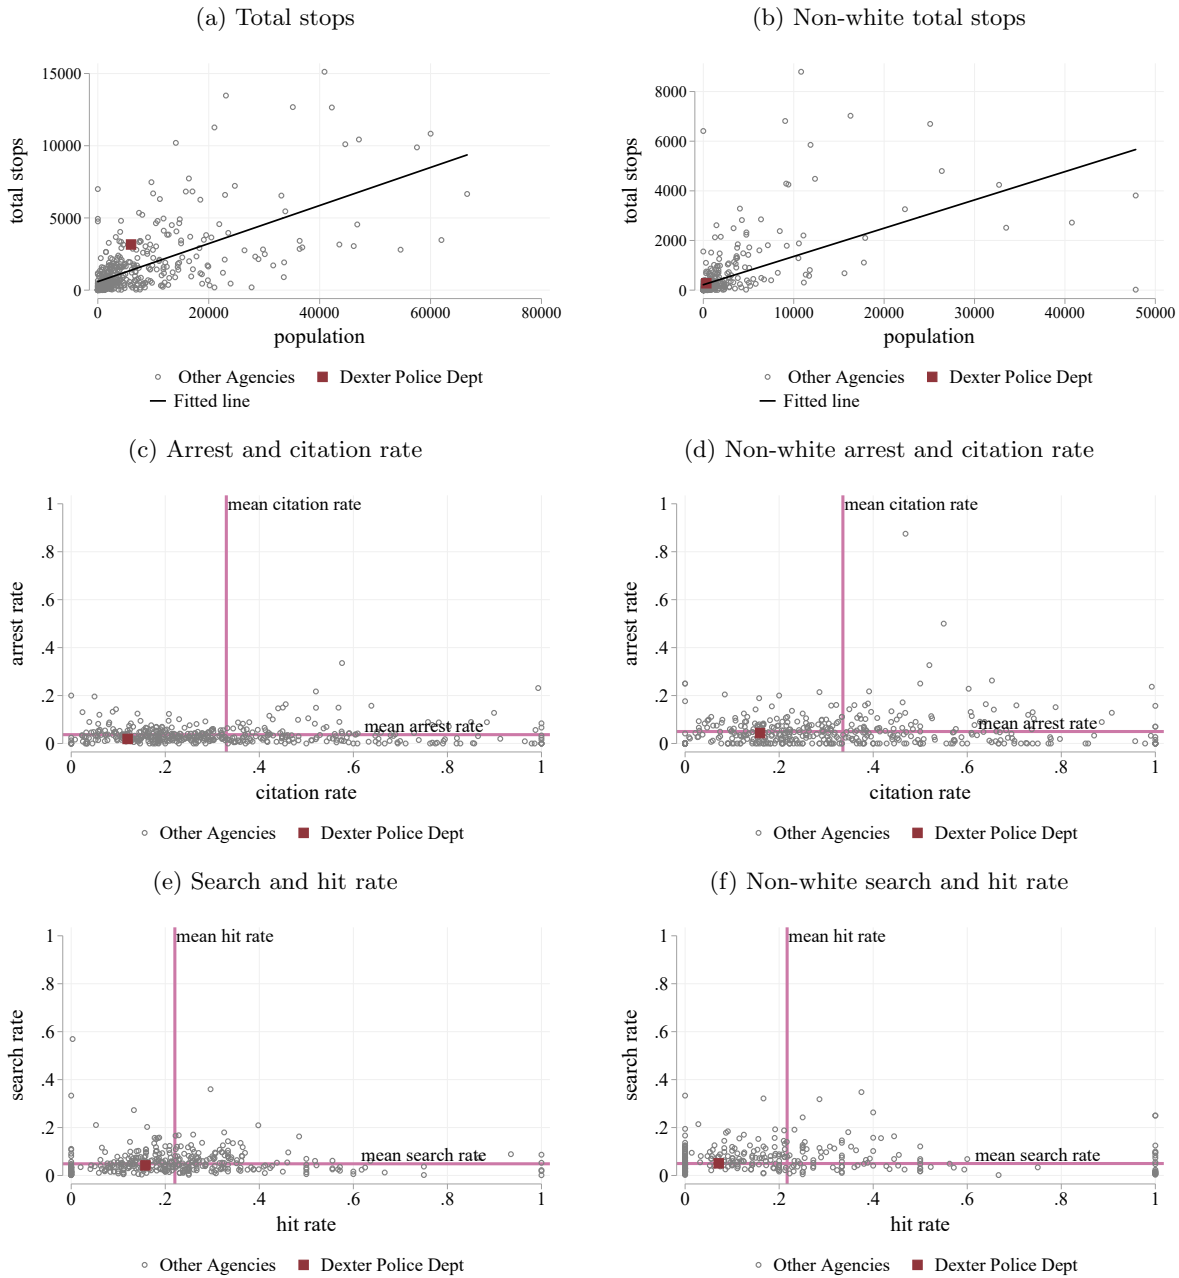 (a) Total stops
(b) Non-white total stops
total stops
15000
10000
5000
0
0 20000 40000 60000 80000
population
Other Agencies Dexter Police Dept
Fitted line
total stops
8000
6000
4000
2000
0
0 10000 20000 30000 40000 50000
population
Other Agencies Dexter Police Dept
Fitted line
(c) Arrest and citation rate
(d) Non-white arrest and citation rate
arrest rate
1
.8
.6
.4
.2
0
mean citation rate
mean arrest rate
0 .2 .4 .6 .8 1
citation rate
Other Agencies Dexter Police Dept
arrest rate
1
.8
.6
.4
.2
0
mean citation rate
mean arrest rate
0 .2 .4 .6 .8 1
citation rate
Other Agencies Dexter Police Dept
(e) Search and hit rate
(f) Non-white search and hit rate
search rate
1
.8
.6
.4
.2
0
mean hit rate
mean search rate
0 .2 .4 .6 .8 1
hit rate
Other Agencies Dexter Police Dept
search rate
1
.8
.6
.4
.2
0
mean hit rate
mean search rate
0 .2 .4 .6 .8 1
hit rate
Other Agencies Dexter Police Dept